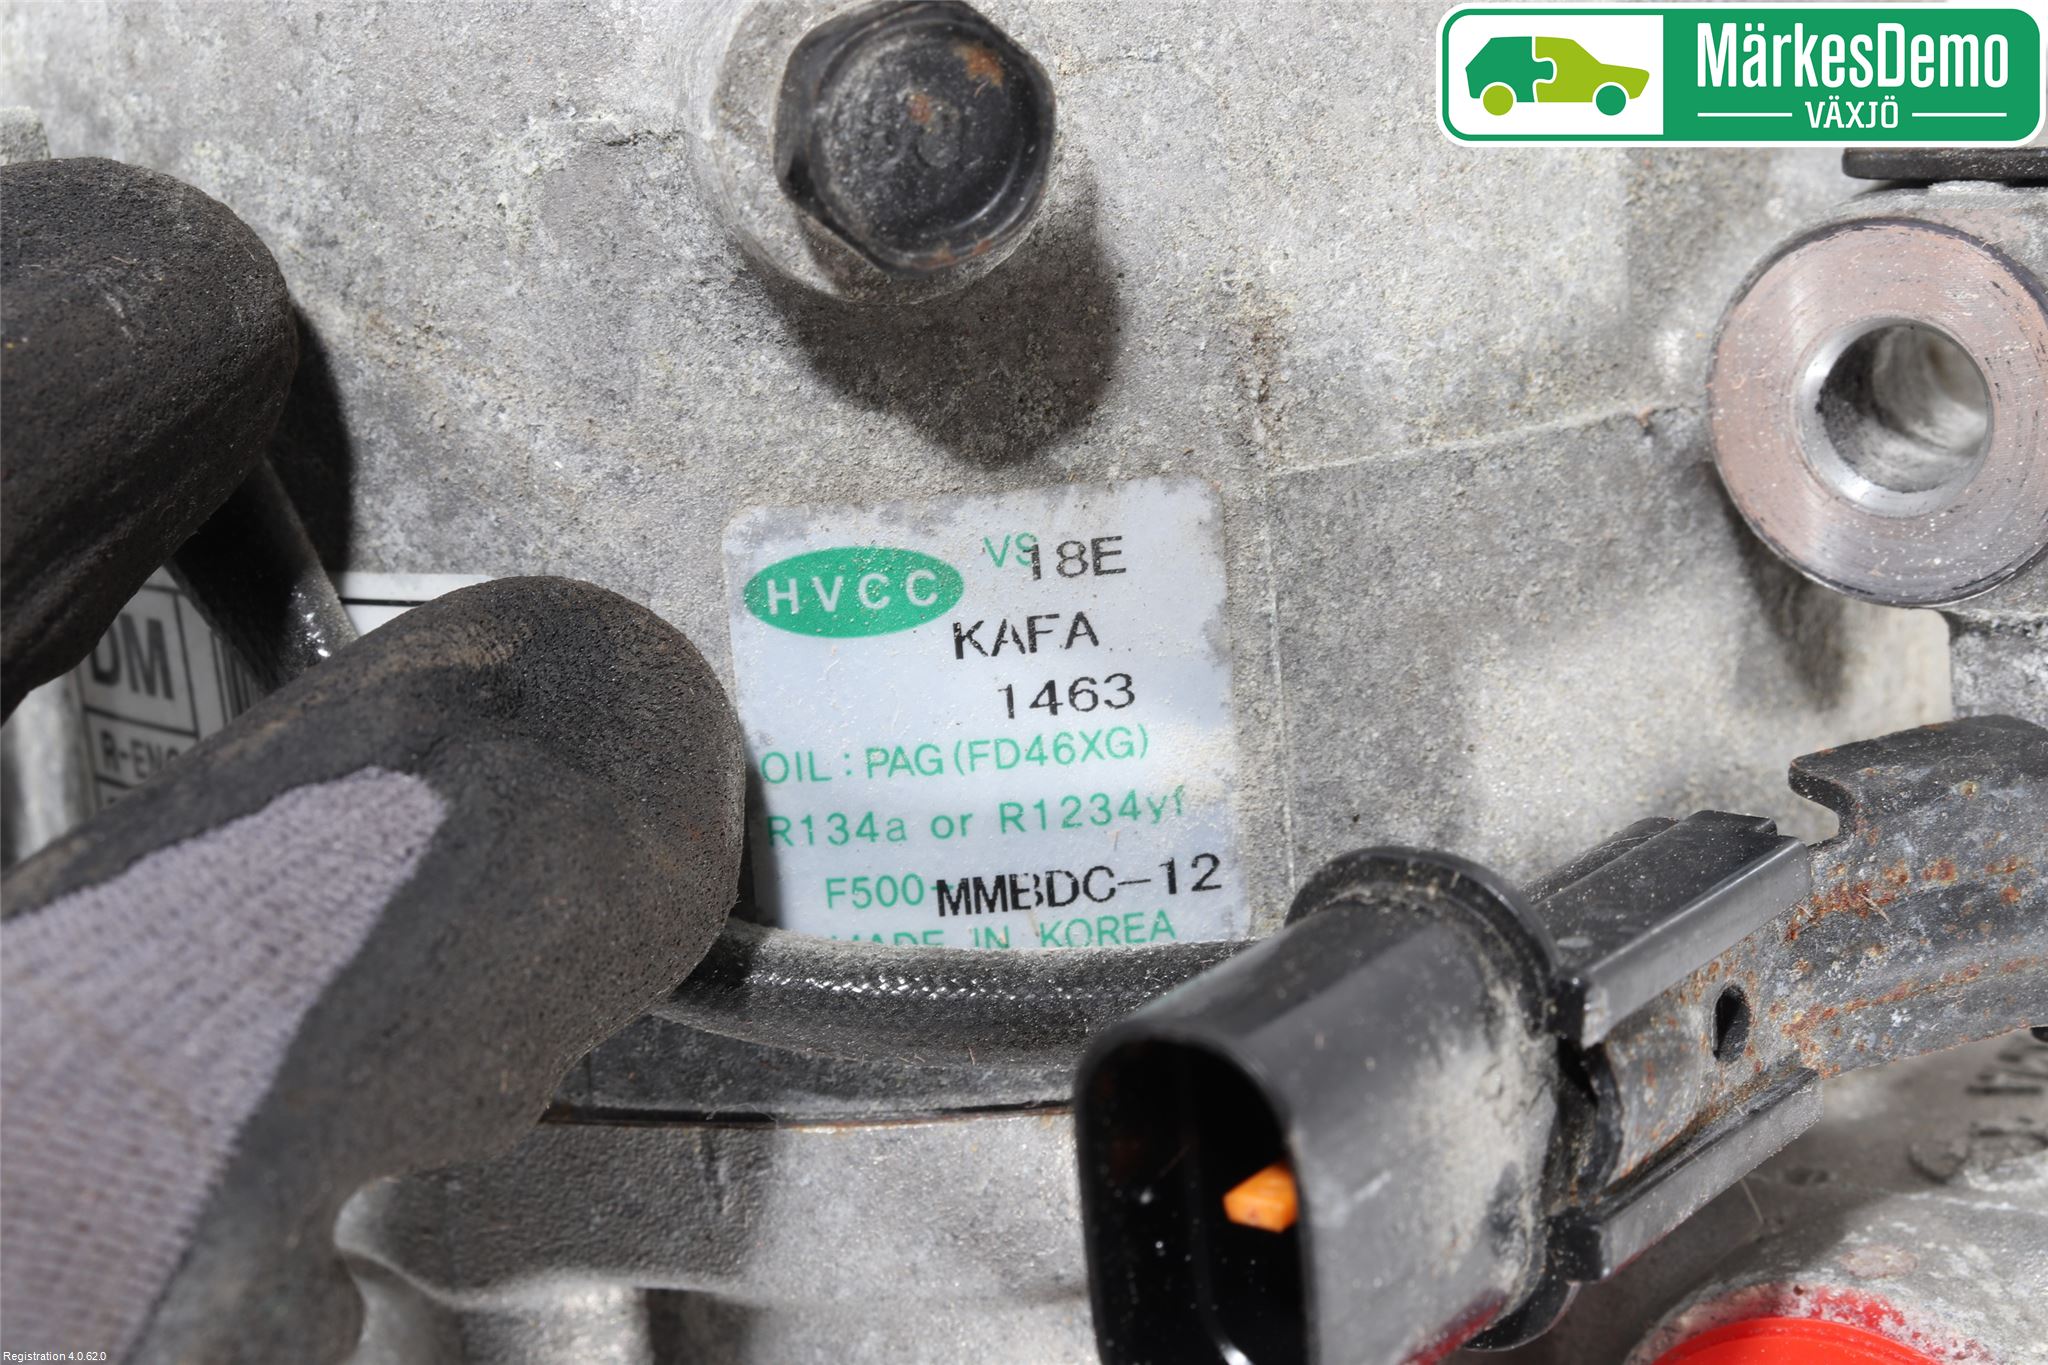 MärkesDemo
VÄXJÖ
HVCC VS18E
KAFA
1463
OIL : PAG (FD46XG)
R134a or R1234yf
F500-MMBDC-12
MADE IN KOREA
DM
Registration 4.0.62.0